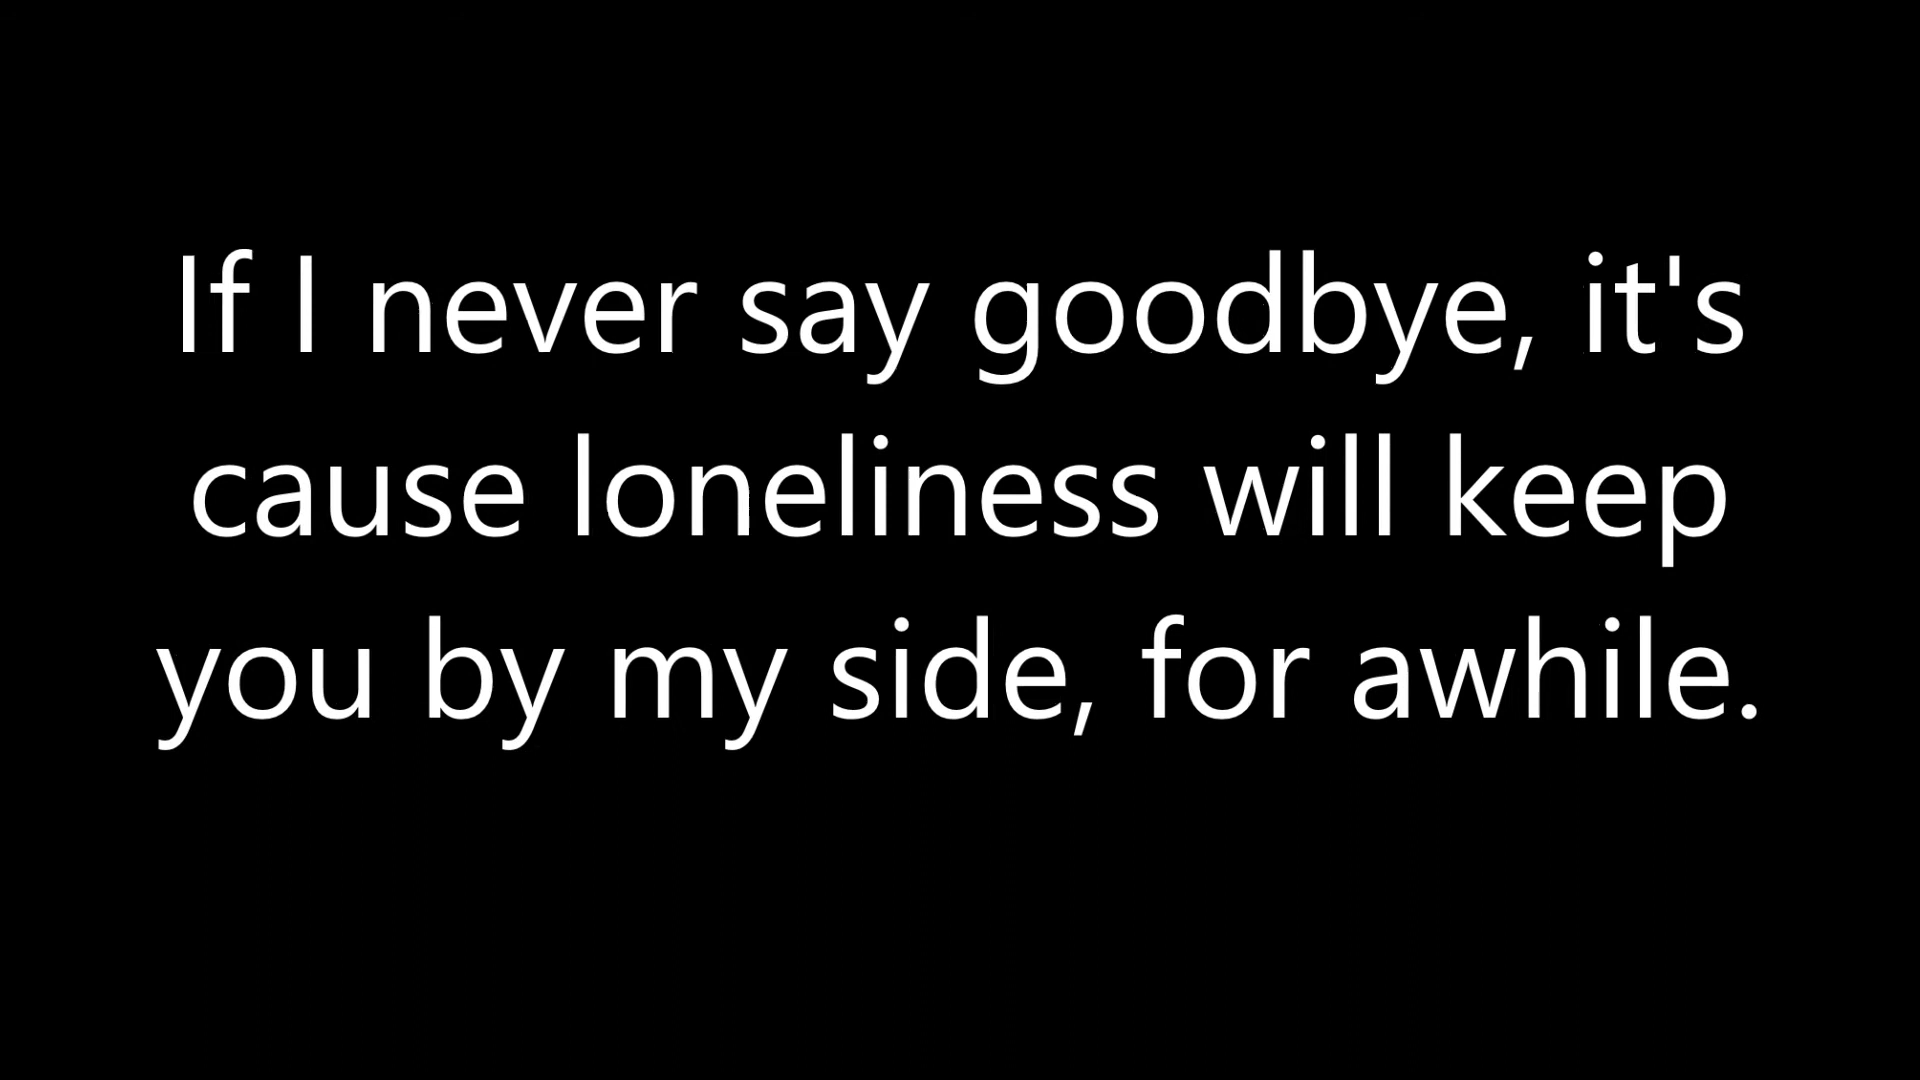 If I never say goodbye, it's
cause loneliness will keep
you by my side, for awhile.